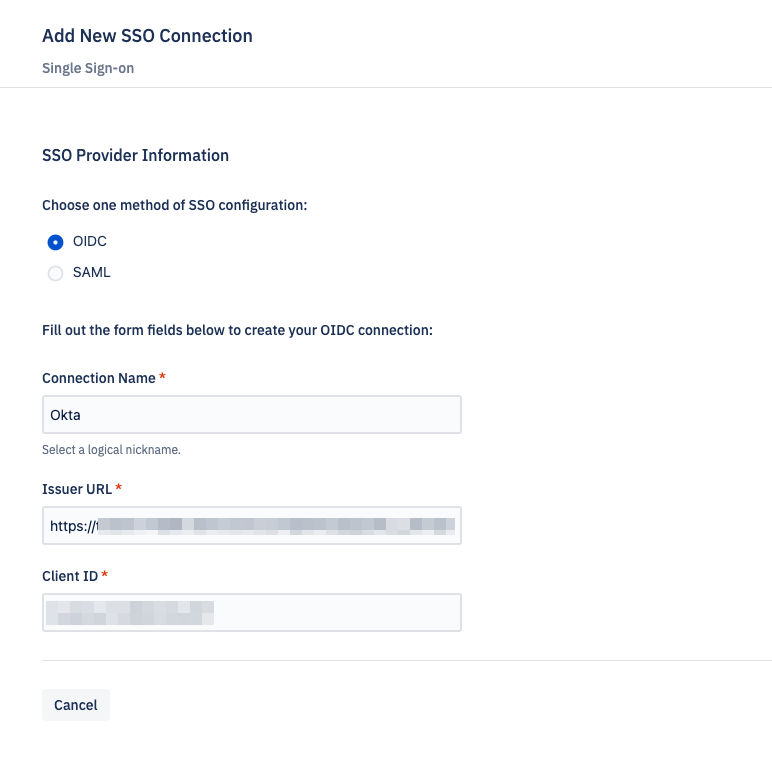 Add New SSO Connection
Single Sign-on
SSO Provider Information
Choose one method of SSO configuration:
OIDC
SAML
Fill out the form fields below to create your OIDC connection:
Connection Name *
Okta
Select a logical nickname.
Issuer URL *
https://
Client ID *
Cancel